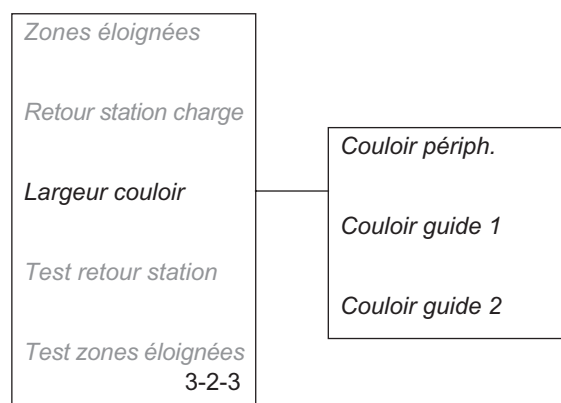 Zones éloignées
Retour station charge
Largeur couloir
Test retour station
Test zones éloignées
3-2-3
Couloir périph.
Couloir guide 1
Couloir guide 2